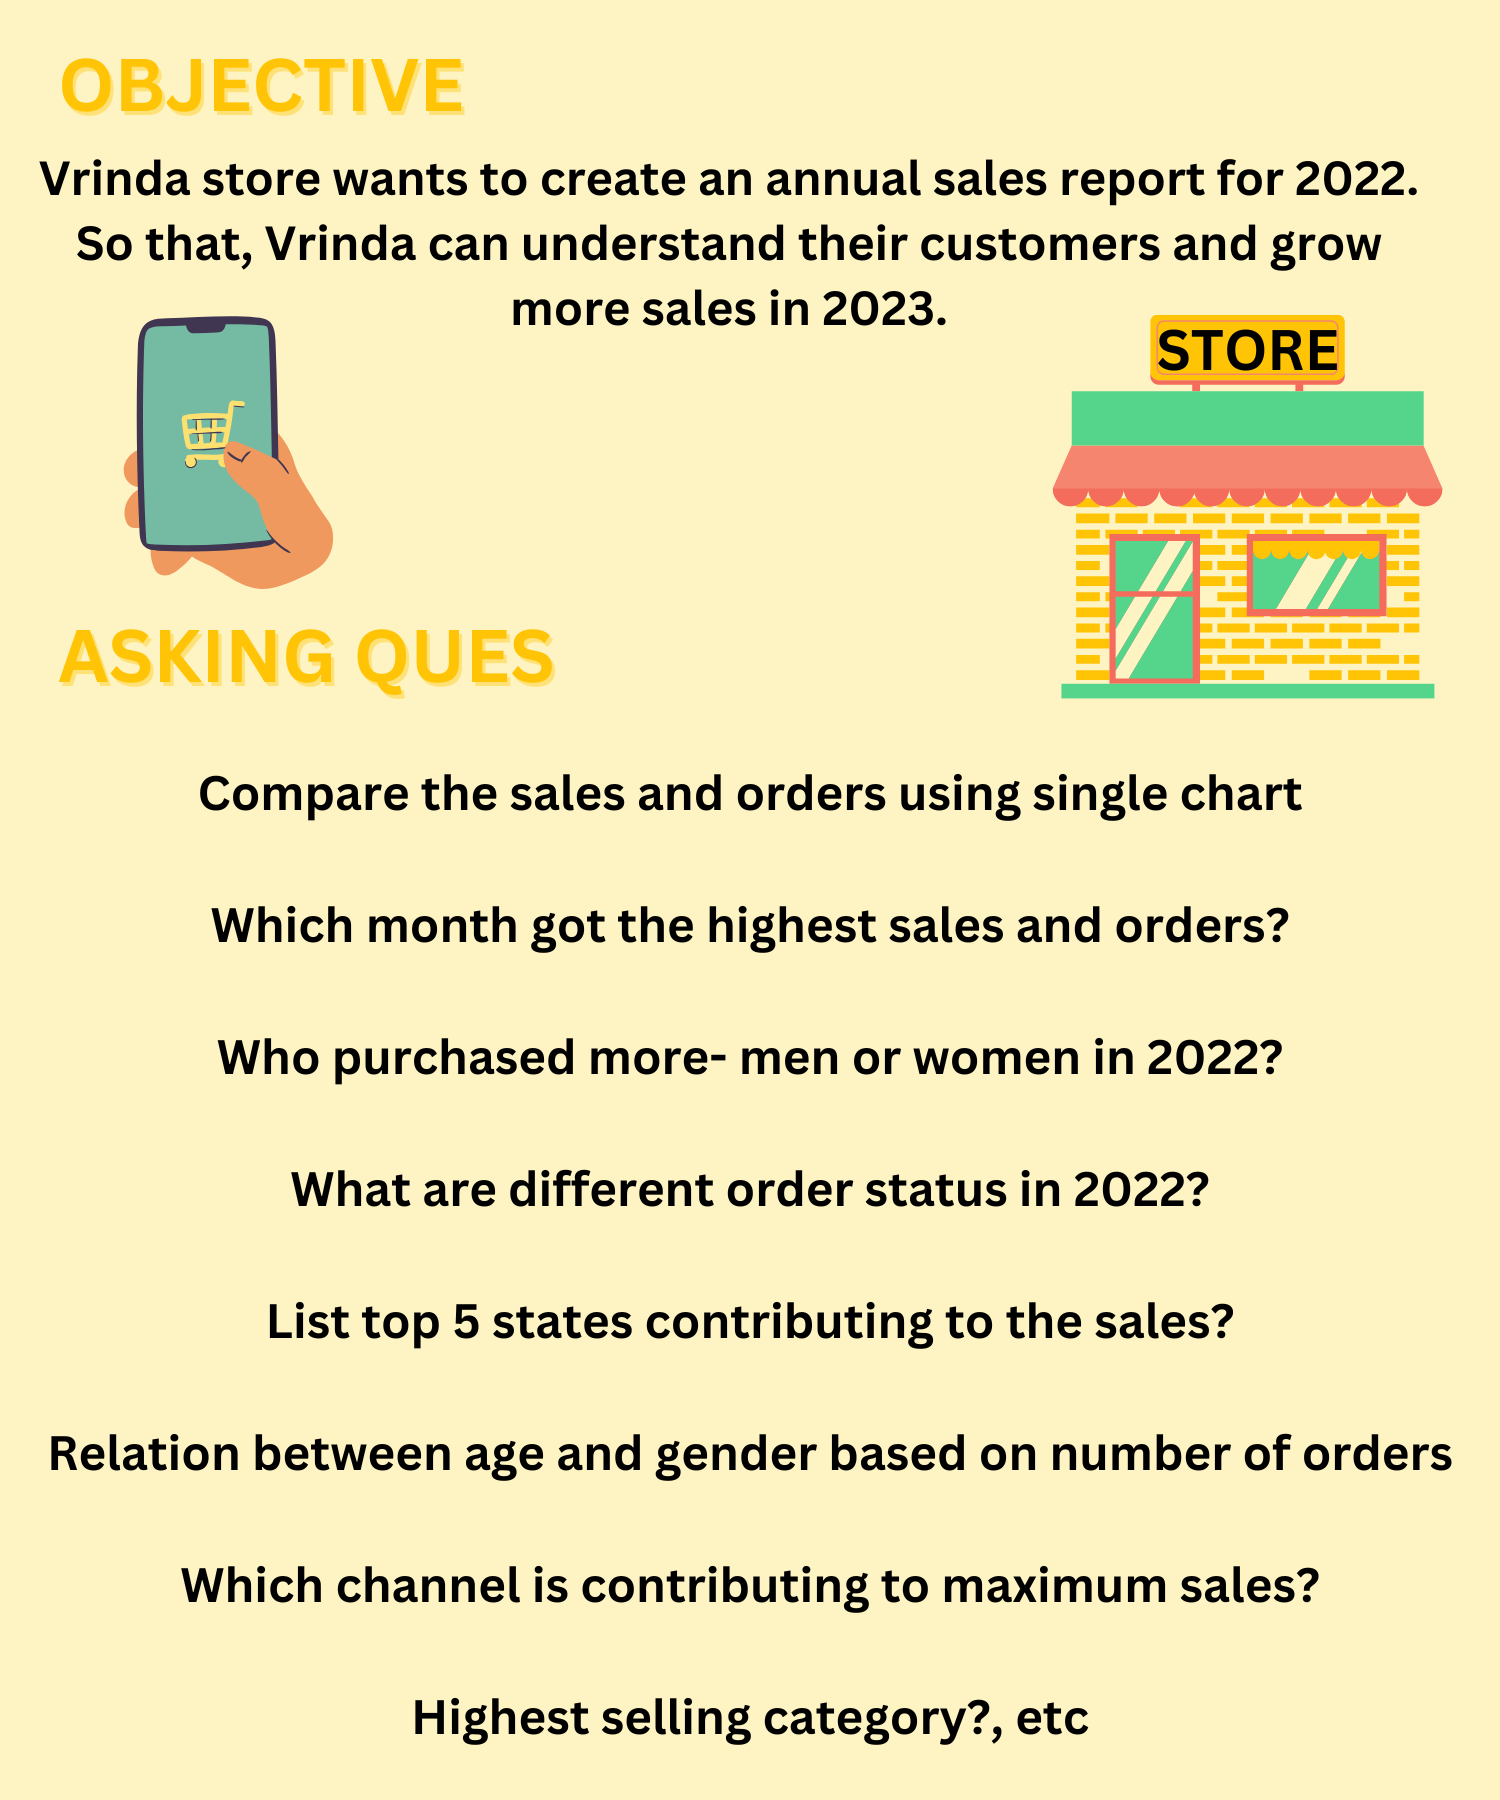 OBJECTIVE
Vrinda store wants to create an annual sales report for 2022.
So that, Vrinda can understand their customers and grow
more sales in 2023.
STORE
ASKING QUES
Compare the sales and orders using single chart
Which month got the highest sales and orders?
Who purchased more- men or women in 2022?
What are different order status in 2022?
List top 5 states contributing to the sales?
Relation between age and gender based on number of orders
Which channel is contributing to maximum sales?
Highest selling category?, etc